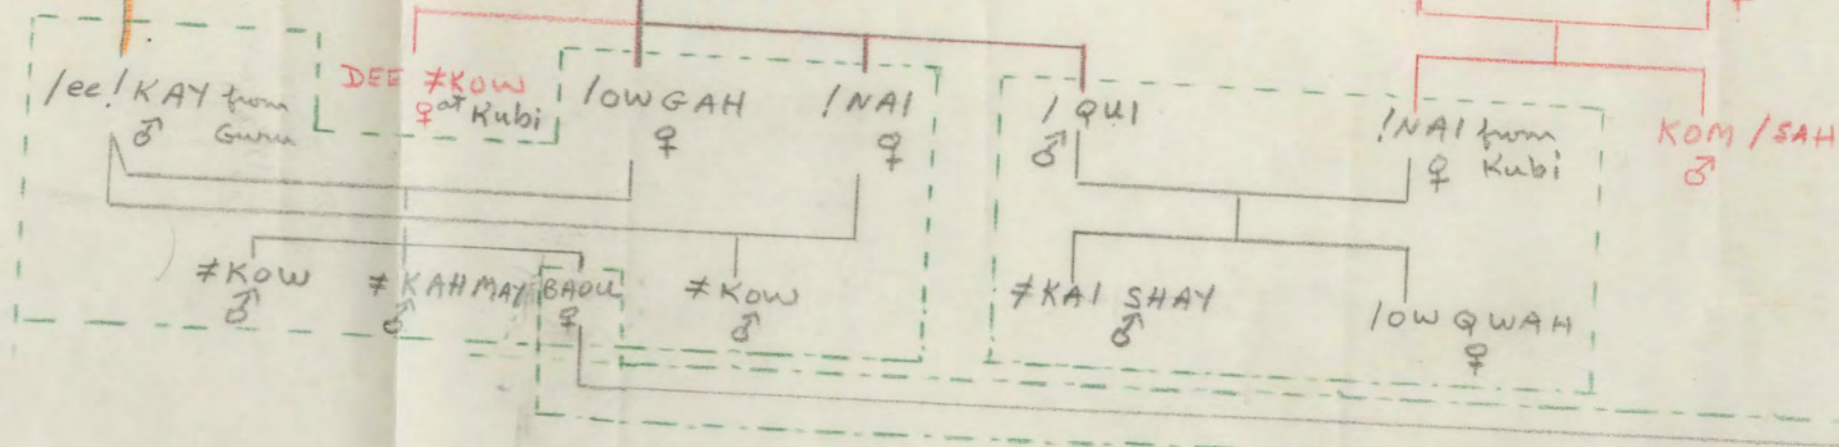 /ee!KAY from
♂ Guru
DEE ≠KOW
♀ at Kubi
/OWGAH
♀
!NAI
♀
/QUI
♂
!NAI from
♀ Kubi
KOM/SAH
♂
≠KOW
♂
≠KAHMAY
♂
BAOU
♀
≠KOW
♂
≠KAI SHAY
♂
/OW QWAH
♀